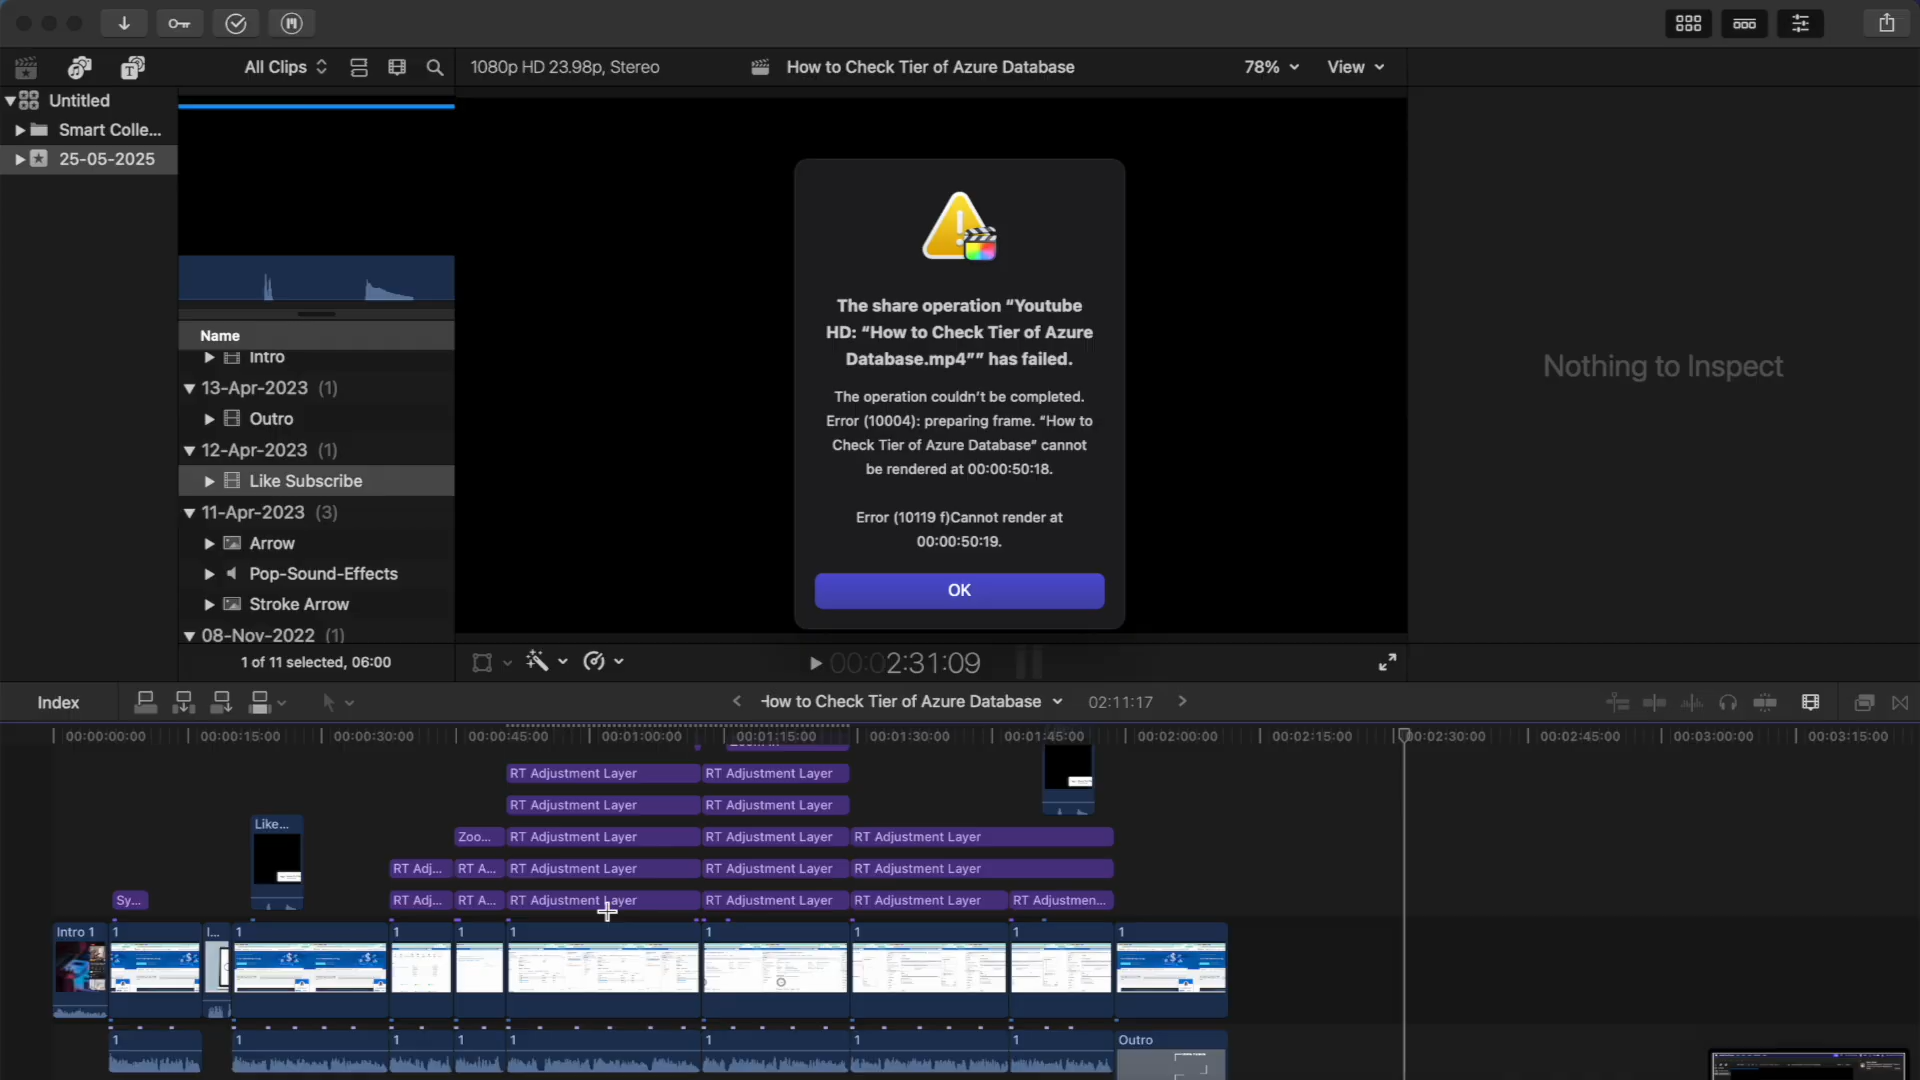 All Clips
1080p HD 23.98p, Stereo
How to Check Tier of Azure Database
78%
View
Untitled
Smart Colle...
25-05-2025
Name
Intro
13-Apr-2023 (1)
Outro
12-Apr-2023 (1)
Like Subscribe
11-Apr-2023 (3)
Arrow
Pop-Sound-Effects
Stroke Arrow
08-Nov-2022 (1)
1 of 11 selected, 06:00
The share operation “Youtube
HD: “How to Check Tier of Azure
Database.mp4”” has failed.
The operation couldn’t be completed.
Error (10004): preparing frame. “How to
Check Tier of Azure Database” cannot
be rendered at 00:00:50:18.
Error (10119 f)Cannot render at
00:00:50:19.
OK
Nothing to Inspect
00:02:31:09
Index
How to Check Tier of Azure Database
02:11:17
00:00:00:00 00:00:15:00 00:00:30:00 00:00:45:00 00:01:00:00 00:01:15:00 00:01:30:00 00:01:45:00 00:02:00:00 00:02:15:00 00:02:30:00 00:02:45:00 00:03:00:00 00:03:15:00
RT Adjustment Layer RT Adjustment Layer
RT Adjustment Layer RT Adjustment Layer
Like...
Zoo... RT Adjustment Layer RT Adjustment Layer RT Adjustment Layer
RT Adj... RT A... RT Adjustment Layer RT Adjustment Layer RT Adjustment Layer
Sy... RT Adj... RT A... RT Adjustment Layer RT Adjustment Layer RT Adjustment Layer RT Adjustmen...
Intro 1 1 I... 1 1 1 1 1 1 1 1
1 1 1 1 1 1 1 1 Outro